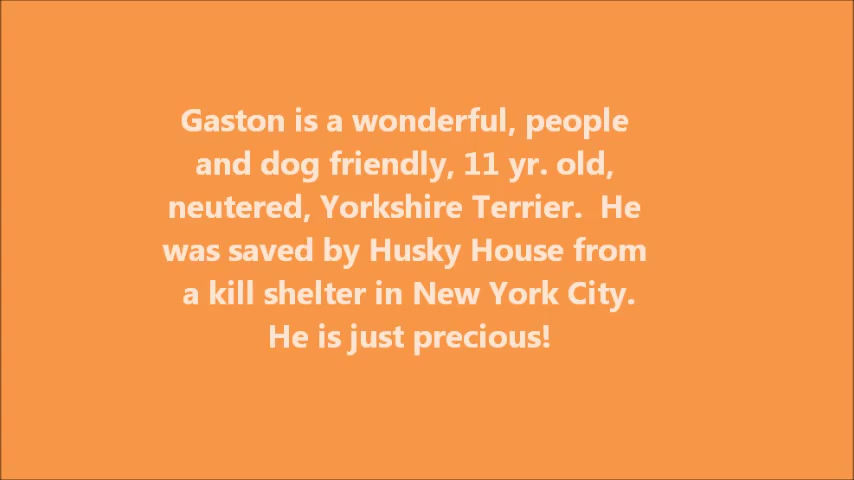 Gaston is a wonderful, people
and dog friendly, 11 yr. old,
neutered, Yorkshire Terrier.  He
was saved by Husky House from
a kill shelter in New York City.
He is just precious!